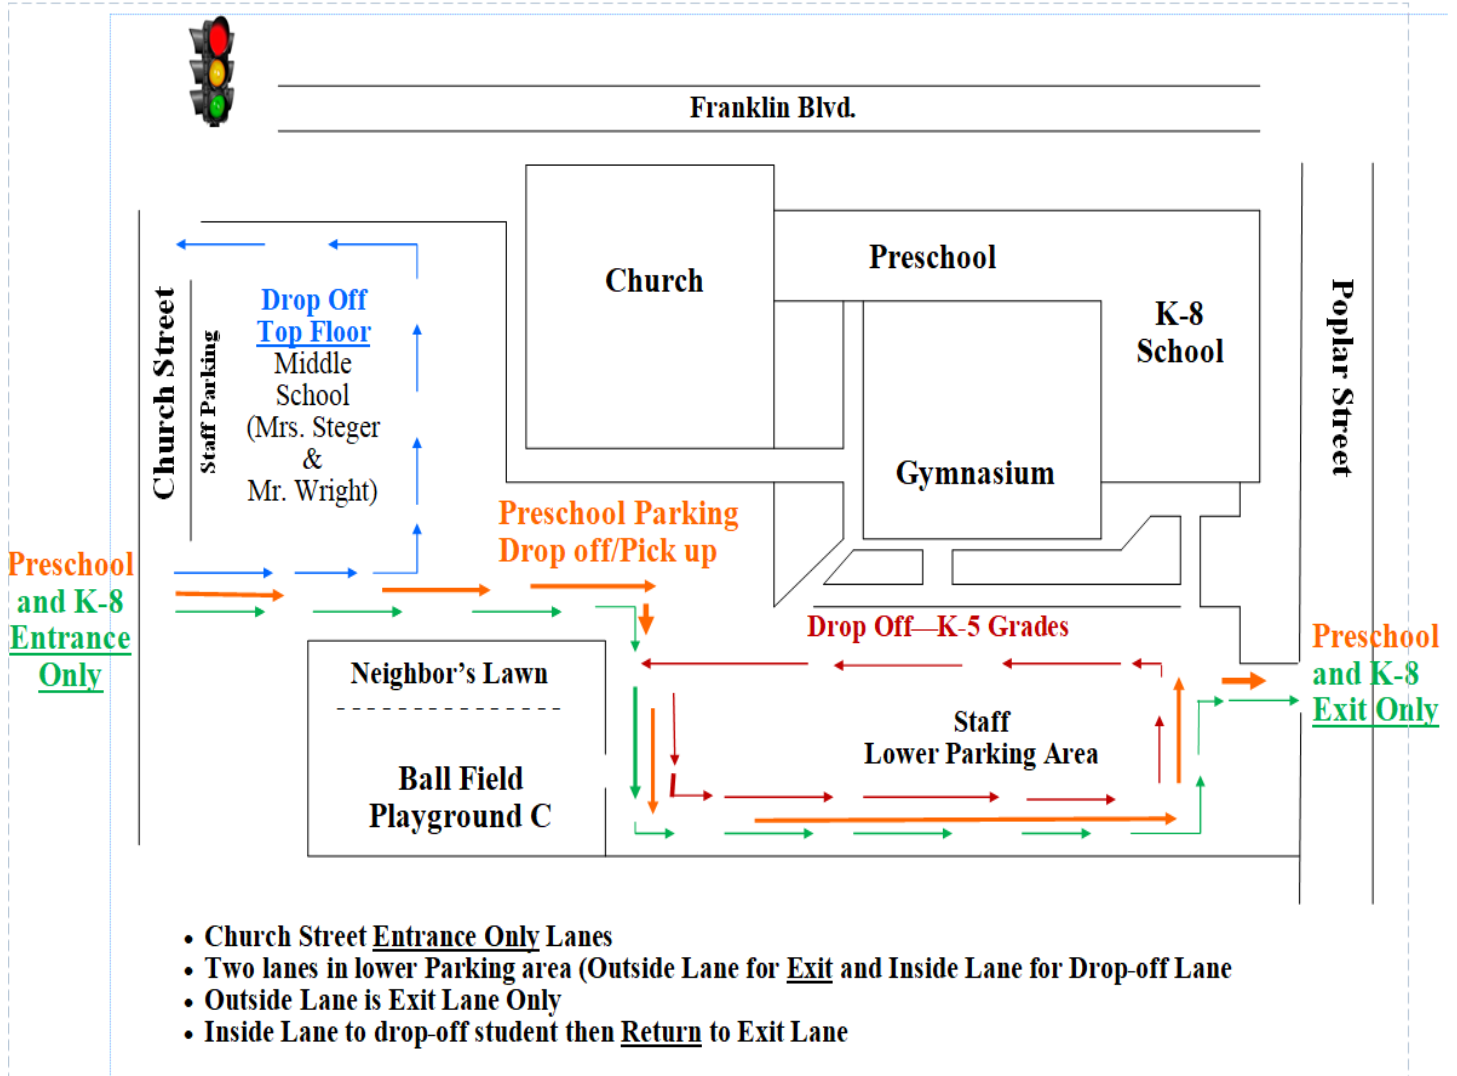 Franklin Blvd.
Church
Preschool
K-8
School
Gymnasium
Poplar Street
Church Street
Staff Parking
Drop Off
Top Floor
Middle
School
(Mrs. Steger
&
Mr. Wright)
Preschool Parking
Drop off/Pick up
Preschool
and K-8
Entrance
Only
Drop Off—K-5 Grades
Preschool
and K-8
Exit Only
Neighbor's Lawn
Ball Field
Playground C
Staff
Lower Parking Area
• Church Street Entrance Only Lanes
• Two lanes in lower Parking area (Outside Lane for Exit and Inside Lane for Drop-off Lane
• Outside Lane is Exit Lane Only
• Inside Lane to drop-off student then Return to Exit Lane